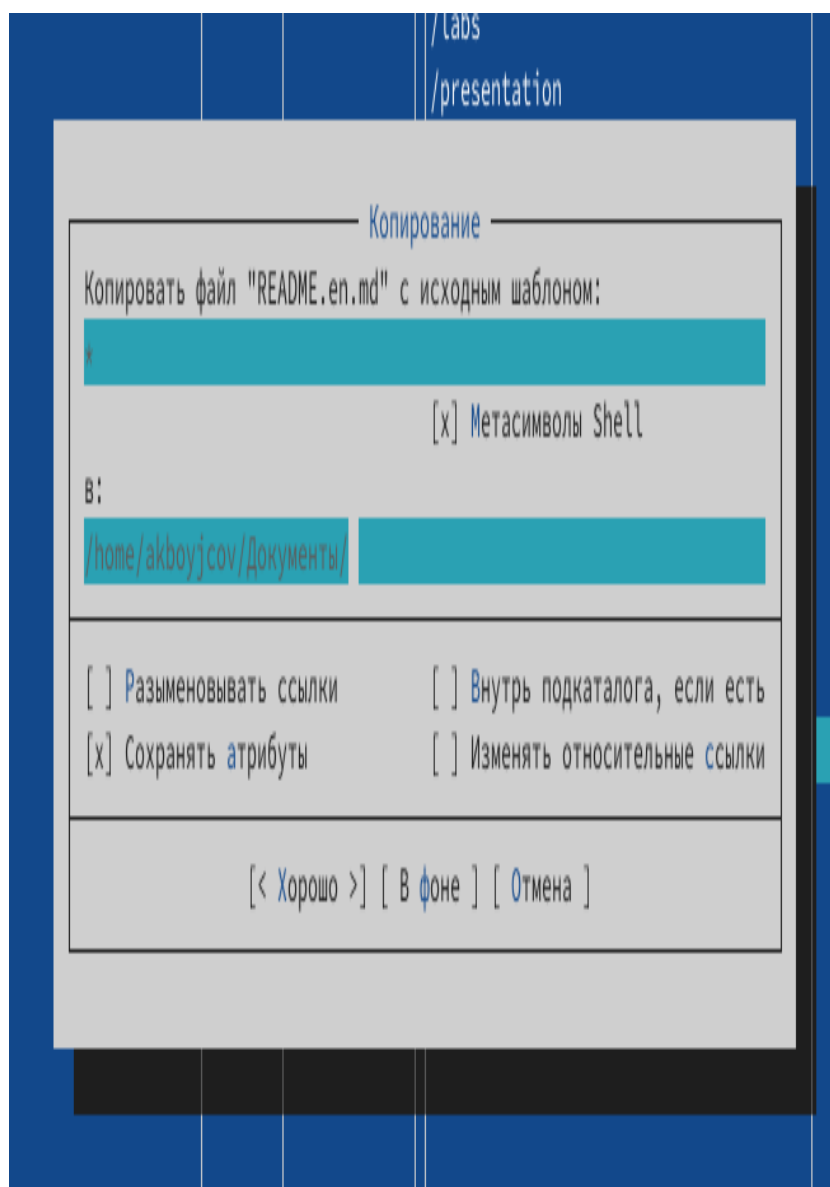 /labs
/presentation
Копирование
Копировать файл "README.en.md" с исходным шаблоном:
*
[x] Метасимволы Shell
в:
/home/akboyjcov/Документы/
[ ] Разыменовывать ссылки [ ] Внутрь подкаталога, если есть
[x] Сохранять атрибуты [ ] Изменять относительные ссылки
[< Хорошо >] [ В фоне ] [ Отмена ]